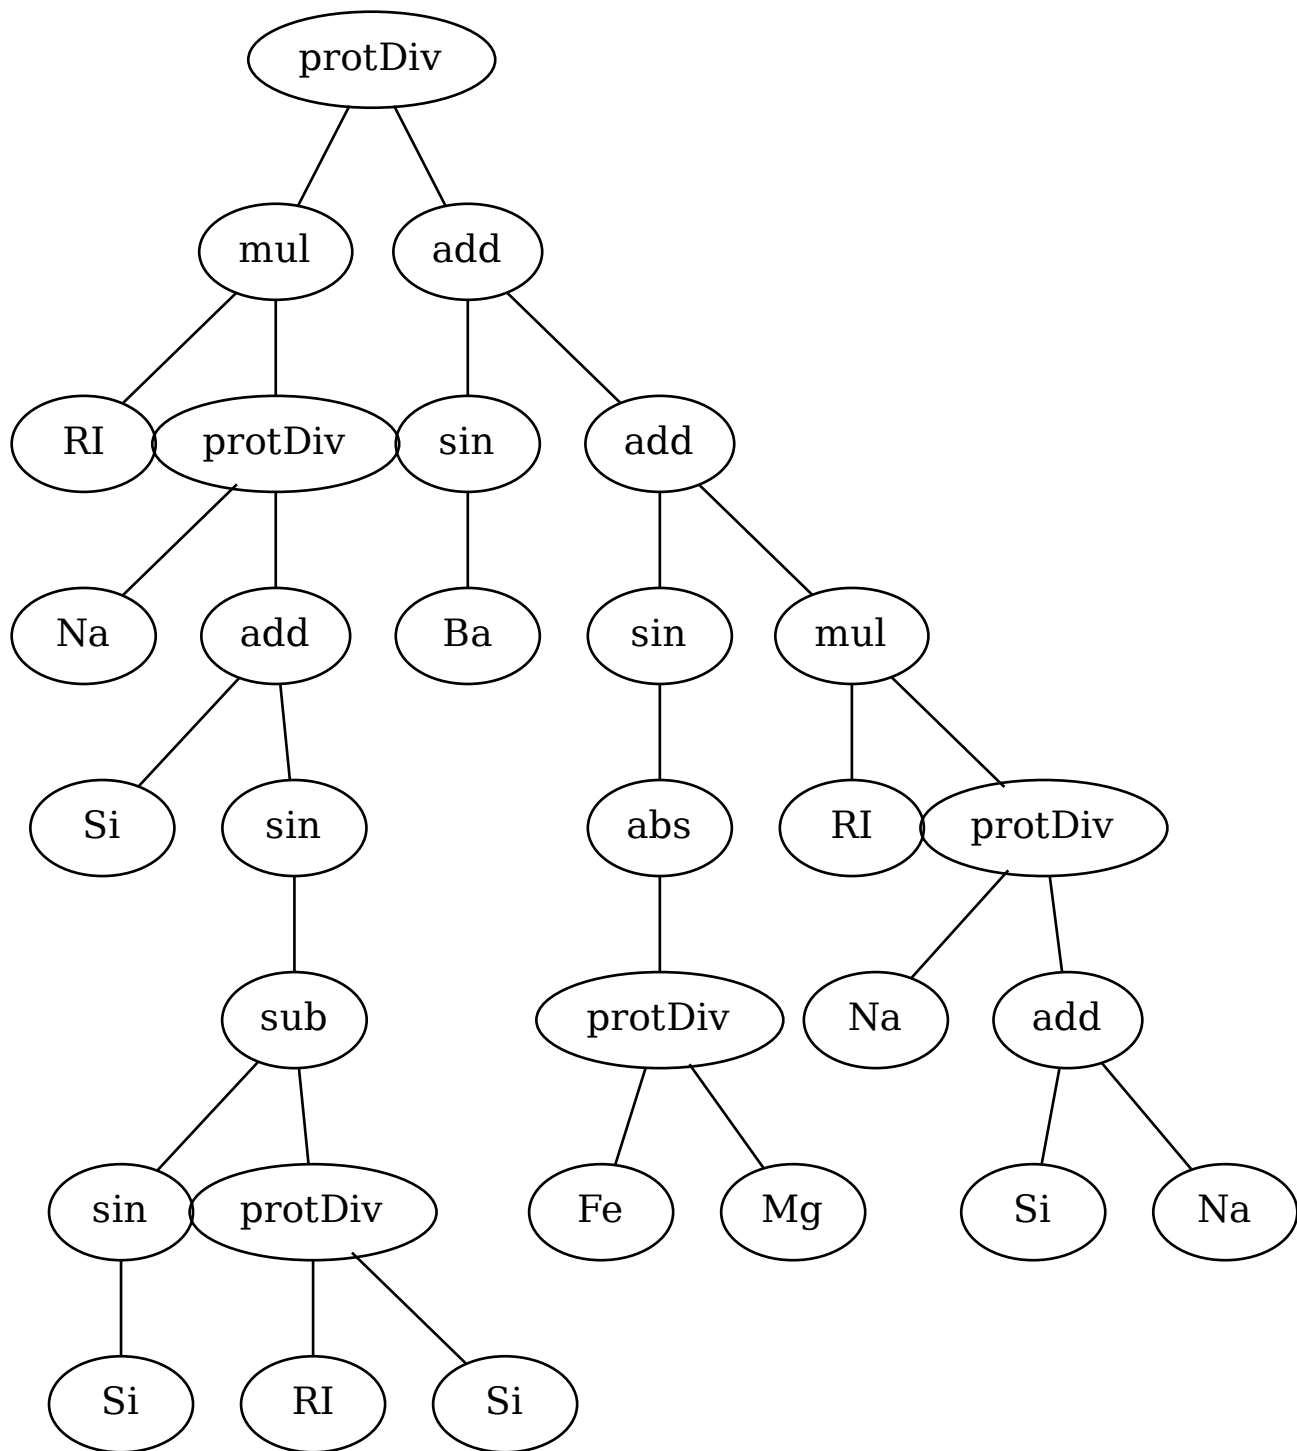 protDiv
mul add
RI protDiv sin add
Na add Ba sin mul
Si sin abs RI protDiv
sub protDiv Na add
sin protDiv Fe Mg Si Na
Si RI Si